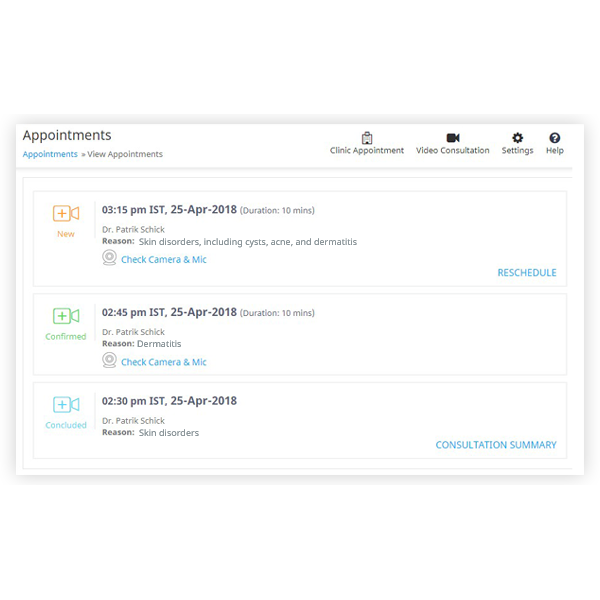 Appointments
Appointments » View Appointments
Clinic Appointment
Video Consultation
Settings
Help
New
03:15 pm IST, 25-Apr-2018 (Duration: 10 mins)
Dr. Patrik Schick
Reason: Skin disorders, including cysts, acne, and dermatitis
Check Camera & Mic
RESCHEDULE
Confirmed
02:45 pm IST, 25-Apr-2018 (Duration: 10 mins)
Dr. Patrik Schick
Reason: Dermatitis
Check Camera & Mic
Concluded
02:30 pm IST, 25-Apr-2018
Dr. Patrik Schick
Reason: Skin disorders
CONSULTATION SUMMARY